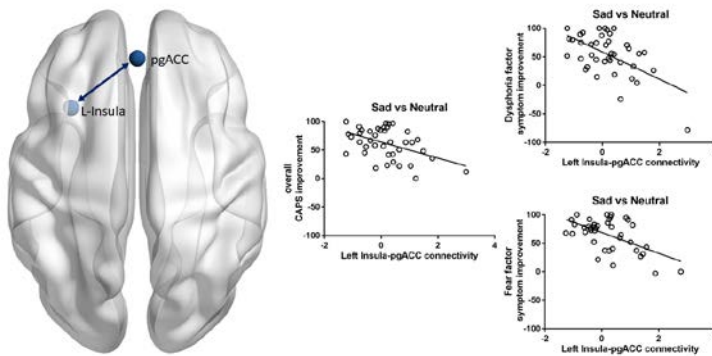 pgACC
L-Insula
Sad vs Neutral
overall
CAPS improvement
100
50
0
-50
-100
-2
0
2
4
Left Insula-pgACC connectivity
Sad vs Neutral
Dysphoria factor
symptom improvement
100
50
0
-50
-100
-2
0
2
4
Left Insula-pgACC connectivity
Sad vs Neutral
Fear factor
symptom improvement
100
50
0
-50
-100
-2
0
2
4
Left Insula-pgACC connectivity